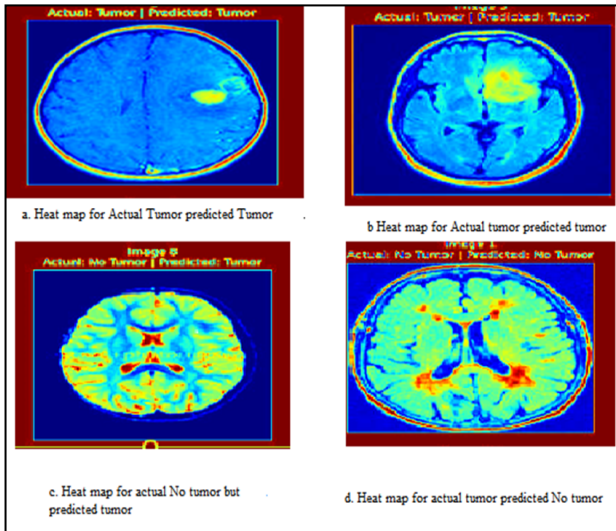 Actual: Tumor | Predicted: Tumor
Actual: Tumor | Predicted: Tumor
a. Heat map for Actual Tumor predicted Tumor
b Heat map for Actual tumor predicted tumor
Image 8
Actual: No Tumor | Predicted: Tumor
Image 1
Actual: No Tumor | Predicted: No Tumor
c. Heat map for actual No tumor but
predicted tumor
d. Heat map for actual tumor predicted No tumor